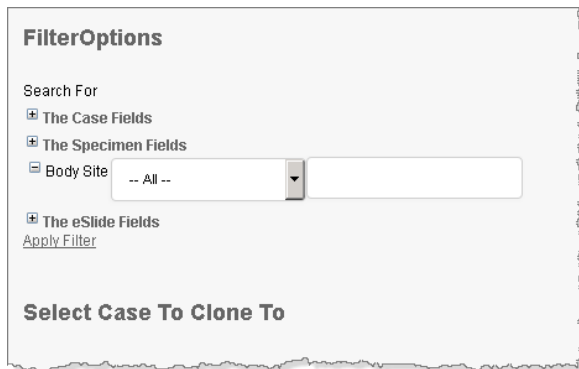 FilterOptions
Search For
The Case Fields
The Specimen Fields
Body Site -- All --
The eSlide Fields
Apply Filter
Select Case To Clone To